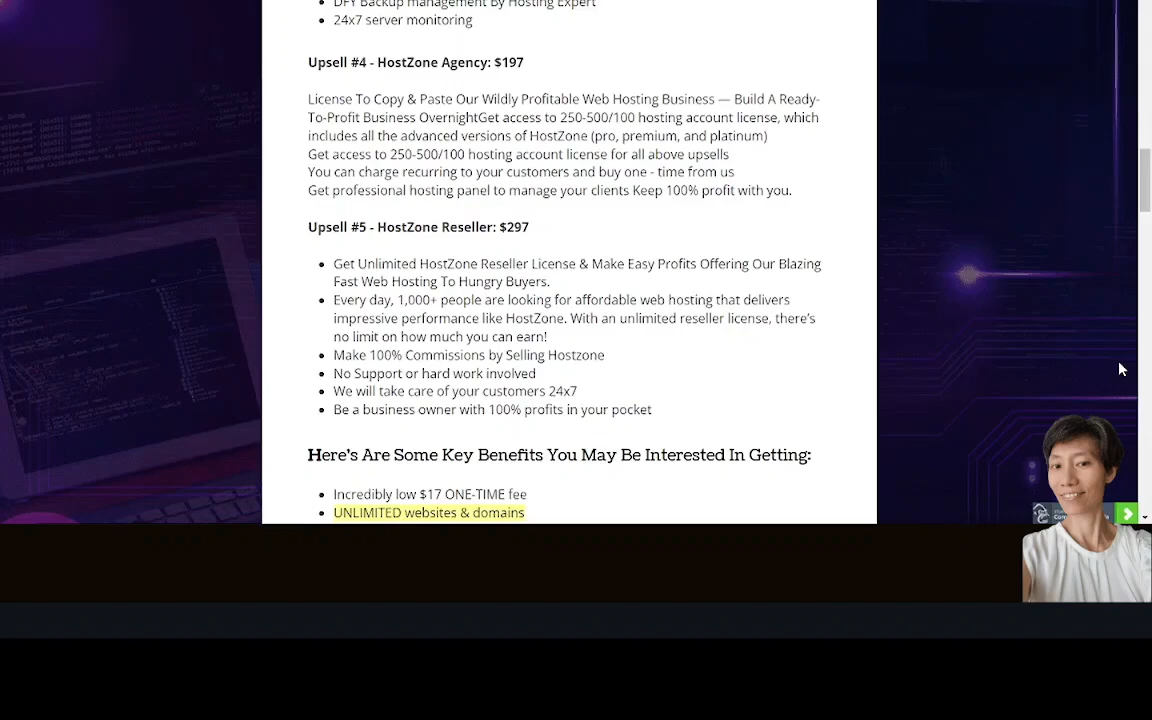 DFY Backup management By Hosting Expert
24x7 server monitoring
Upsell #4 - HostZone Agency: $197
License To Copy & Paste Our Wildly Profitable Web Hosting Business — Build A Ready-
To-Profit Business OvernightGet access to 250-500/100 hosting account license, which
includes all the advanced versions of HostZone (pro, premium, and platinum)
Get access to 250-500/100 hosting account license for all above upsells
You can charge recurring to your customers and buy one - time from us
Get professional hosting panel to manage your clients Keep 100% profit with you.
Upsell #5 - HostZone Reseller: $297
Get Unlimited HostZone Reseller License & Make Easy Profits Offering Our Blazing
Fast Web Hosting To Hungry Buyers.
Every day, 1,000+ people are looking for affordable web hosting that delivers
impressive performance like HostZone. With an unlimited reseller license, there's
no limit on how much you can earn!
Make 100% Commissions by Selling Hostzone
No Support or hard work involved
We will take care of your customers 24x7
Be a business owner with 100% profits in your pocket
Here's Are Some Key Benefits You May Be Interested In Getting:
Incredibly low $17 ONE-TIME fee
UNLIMITED websites & domains